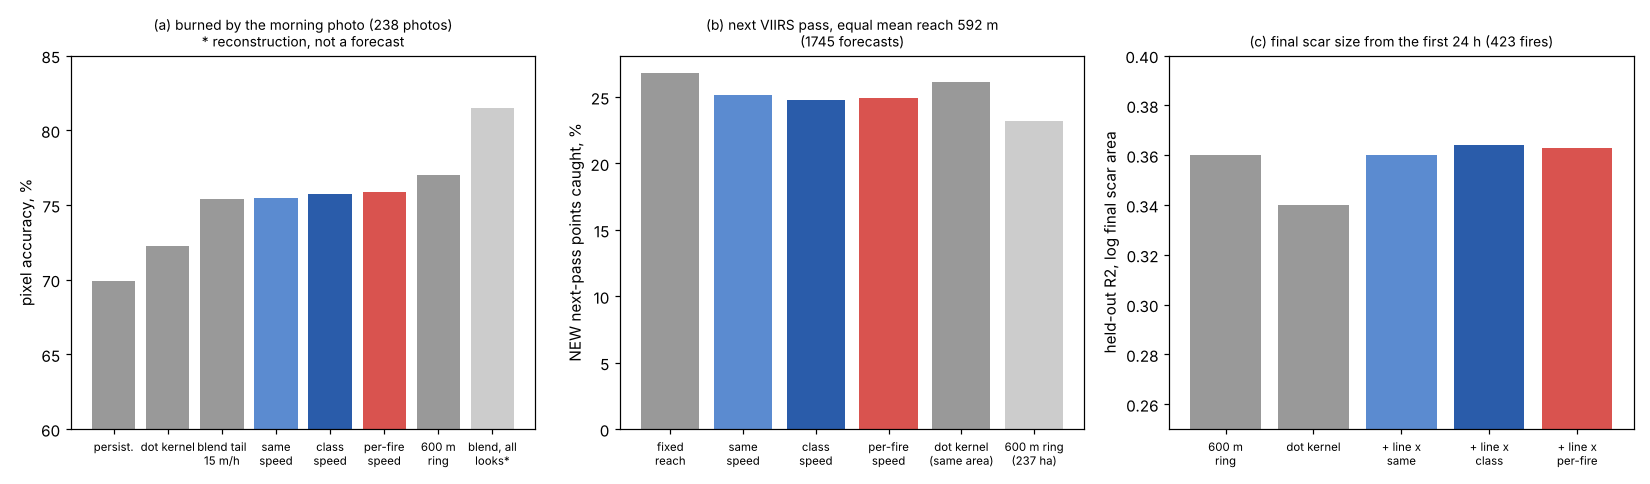 (a) burned by the morning photo (238 photos)
* reconstruction, not a forecast
pixel accuracy, %
85
80
75
70
65
60
persist.
dot kernel
blend tail
15 m/h
same
speed
class
speed
per-fire
speed
600 m
ring
blend, all
looks*
(b) next VIIRS pass, equal mean reach 592 m
(1745 forecasts)
NEW next-pass points caught, %
25
20
15
10
5
0
fixed
reach
same
speed
class
speed
per-fire
speed
dot kernel
(same area)
600 m ring
(237 ha)
(c) final scar size from the first 24 h (423 fires)
held-out R2, log final scar area
0.40
0.38
0.36
0.34
0.32
0.30
0.28
0.26
600 m
ring
dot kernel
+ line x
same
+ line x
class
+ line x
per-fire